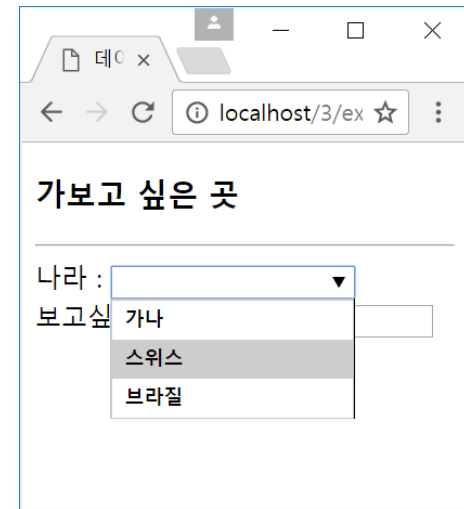 데이
localhost/3/ex
가보고 싶은 곳
나라 :
보고싶
가나
스위스
브라질